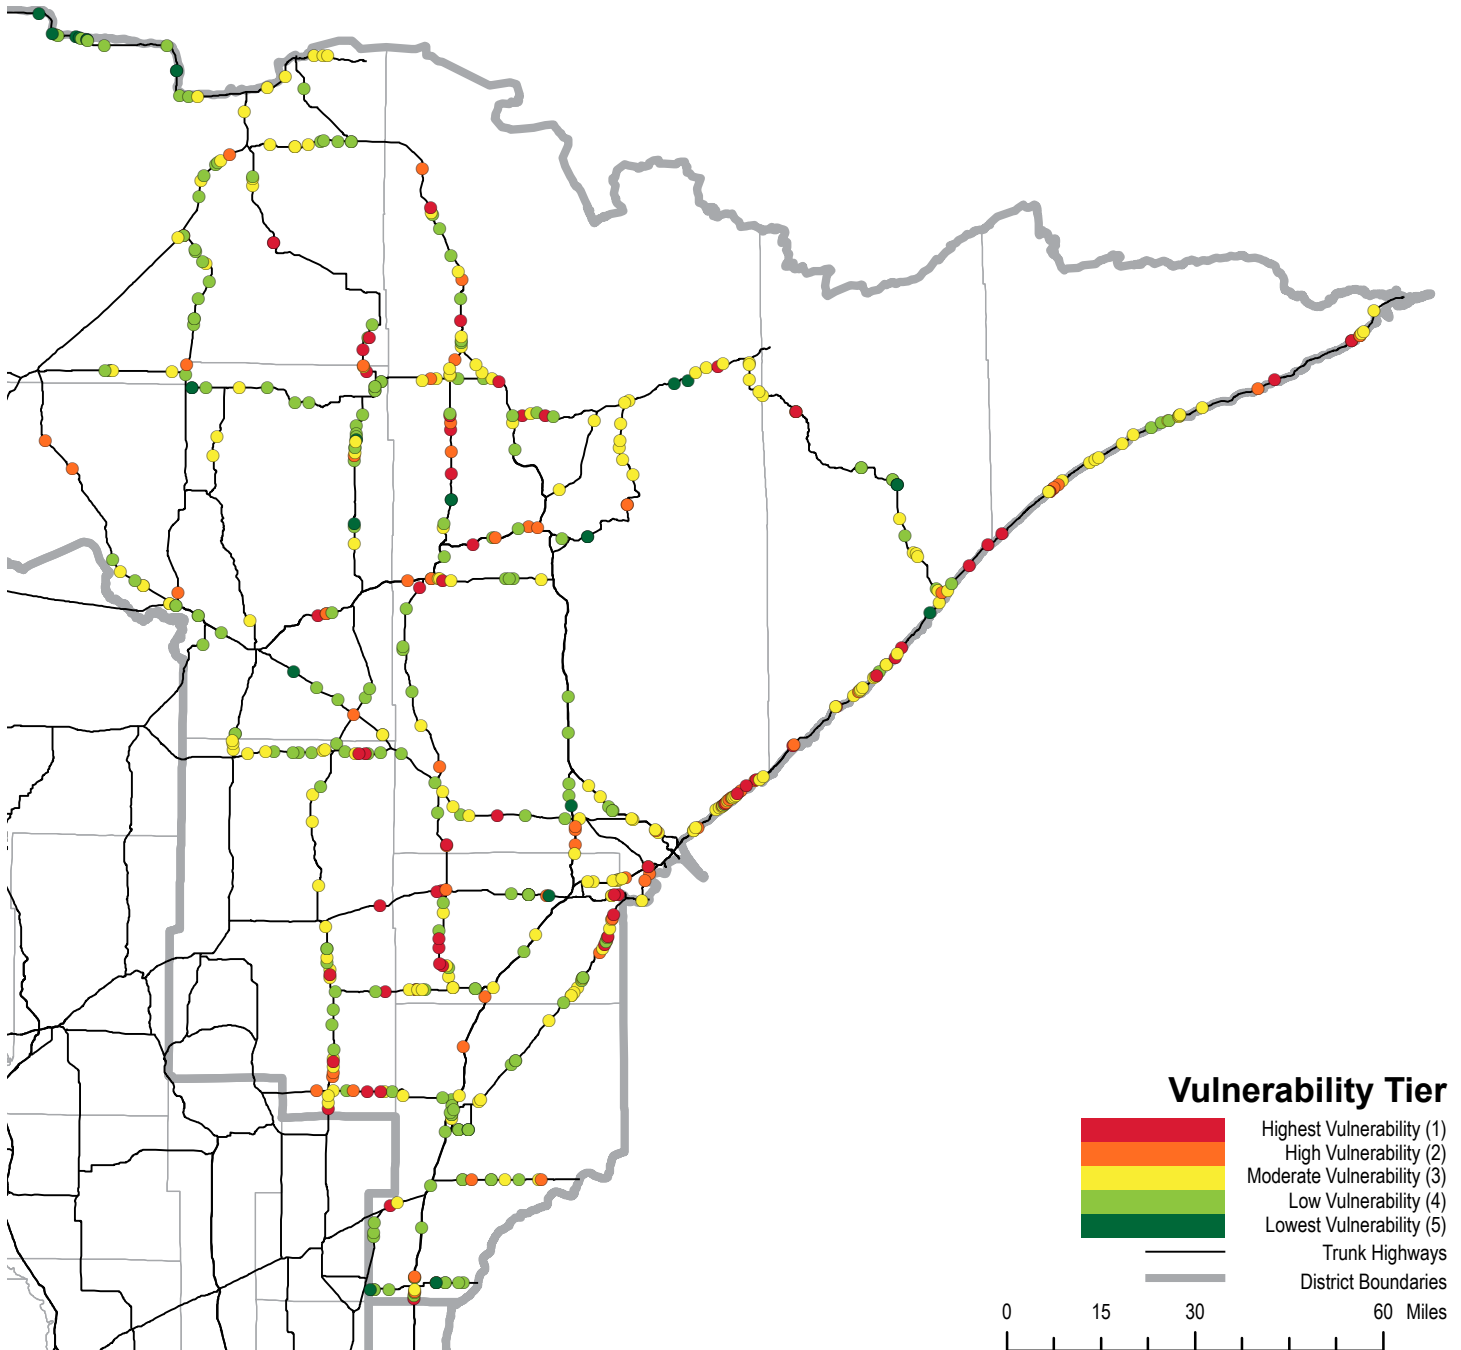 Vulnerability Tier
Highest Vulnerability (1)
High Vulnerability (2)
Moderate Vulnerability (3)
Low Vulnerability (4)
Lowest Vulnerability (5)
Trunk Highways
District Boundaries
0 15 30 60 Miles